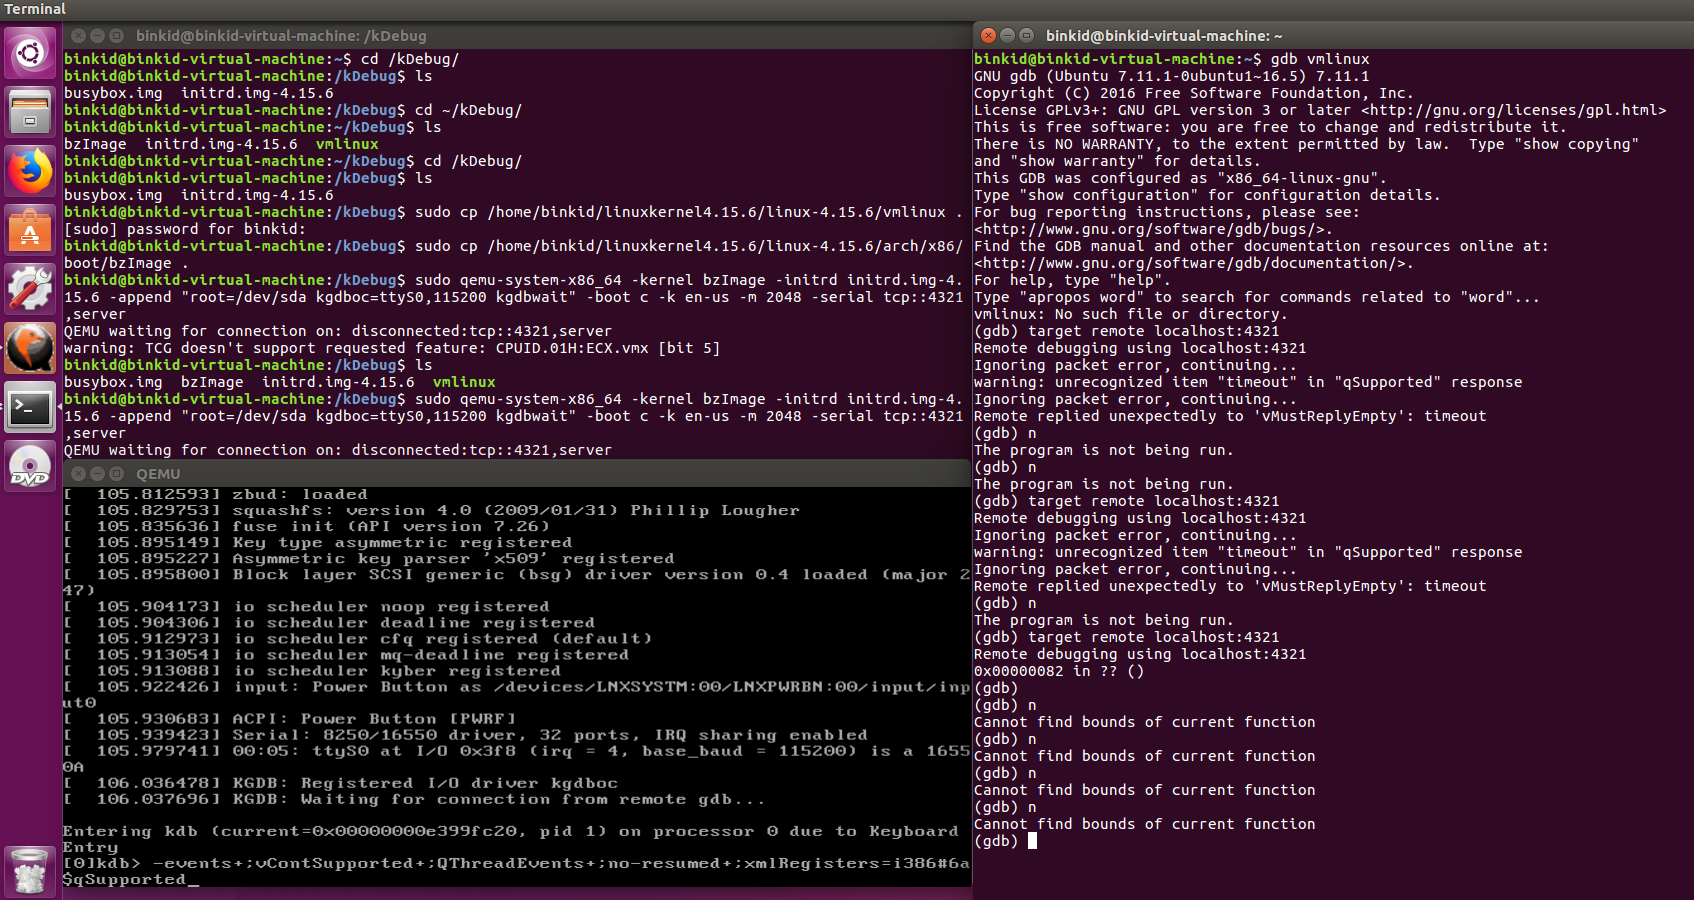 Terminal
binkid@binkid-virtual-machine: /kDebug
binkid@binkid-virtual-machine:~$ cd /kDebug/
binkid@binkid-virtual-machine:/kDebug$ ls
busybox.img  initrd.img-4.15.6
binkid@binkid-virtual-machine:/kDebug$ cd ~/kDebug/
binkid@binkid-virtual-machine:~/kDebug$ ls
bzImage  initrd.img-4.15.6  vmlinux
binkid@binkid-virtual-machine:~/kDebug$ cd /kDebug/
binkid@binkid-virtual-machine:/kDebug$ ls
busybox.img  initrd.img-4.15.6
binkid@binkid-virtual-machine:/kDebug$ sudo cp /home/binkid/linuxkernel4.15.6/linux-4.15.6/vmlinux .
[sudo] password for binkid:
binkid@binkid-virtual-machine:/kDebug$ sudo cp /home/binkid/linuxkernel4.15.6/linux-4.15.6/arch/x86/
boot/bzImage .
binkid@binkid-virtual-machine:/kDebug$ sudo qemu-system-x86_64 -kernel bzImage -initrd initrd.img-4.
15.6 -append "root=/dev/sda kgdboc=ttyS0,115200 kgdbwait" -boot c -k en-us -m 2048 -serial tcp::4321
,server
QEMU waiting for connection on: disconnected:tcp::4321,server
warning: TCG doesn't support requested feature: CPUID.01H:ECX.vmx [bit 5]
binkid@binkid-virtual-machine:/kDebug$ ls
busybox.img  bzImage  initrd.img-4.15.6  vmlinux
binkid@binkid-virtual-machine:/kDebug$ sudo qemu-system-x86_64 -kernel bzImage -initrd initrd.img-4.
15.6 -append "root=/dev/sda kgdboc=ttyS0,115200 kgdbwait" -boot c -k en-us -m 2048 -serial tcp::4321
,server
QEMU waiting for connection on: disconnected:tcp::4321,server
QEMU
[  105.812593] zbud: loaded
[  105.829753] squashfs: version 4.0 (2009/01/31) Phillip Lougher
[  105.835636] fuse init (API version 7.26)
[  105.895149] Key type asymmetric registered
[  105.895227] Asymmetric key parser 'x509' registered
[  105.895800] Block layer SCSI generic (bsg) driver version 0.4 loaded (major 2
47)
[  105.904173] io scheduler noop registered
[  105.904306] io scheduler deadline registered
[  105.912973] io scheduler cfq registered (default)
[  105.913054] io scheduler mq-deadline registered
[  105.913088] io scheduler kyber registered
[  105.922426] input: Power Button as /devices/LNXSYSTM:00/LNXPWRBN:00/input/inp
ut0
[  105.930683] ACPI: Power Button [PWRF]
[  105.939423] Serial: 8250/16550 driver, 32 ports, IRQ sharing enabled
[  105.979741] 00:05: ttyS0 at I/O 0x3f8 (irq = 4, base_baud = 115200) is a 1655
0A
[  106.036478] KGDB: Registered I/O driver kgdboc
[  106.037696] KGDB: Waiting for connection from remote gdb...
Entering kdb (current=0x00000000e399fc20, pid 1) on processor 0 due to Keyboard
Entry
[0]kdb> -events+;vContSupported+;QThreadEvents+;no-resumed+;xmlRegisters=i386#6a
$qSupported_
binkid@binkid-virtual-machine: ~
binkid@binkid-virtual-machine:~$ gdb vmlinux
GNU gdb (Ubuntu 7.11.1-0ubuntu1~16.5) 7.11.1
Copyright (C) 2016 Free Software Foundation, Inc.
License GPLv3+: GNU GPL version 3 or later <http://gnu.org/licenses/gpl.html>
This is free software: you are free to change and redistribute it.
There is NO WARRANTY, to the extent permitted by law.  Type "show copying"
and "show warranty" for details.
This GDB was configured as "x86_64-linux-gnu".
Type "show configuration" for configuration details.
For bug reporting instructions, please see:
<http://www.gnu.org/software/gdb/bugs/>.
Find the GDB manual and other documentation resources online at:
<http://www.gnu.org/software/gdb/documentation/>.
For help, type "help".
Type "apropos word" to search for commands related to "word"...
vmlinux: No such file or directory.
(gdb) target remote localhost:4321
Remote debugging using localhost:4321
Ignoring packet error, continuing...
warning: unrecognized item "timeout" in "qSupported" response
Ignoring packet error, continuing...
Remote replied unexpectedly to 'vMustReplyEmpty': timeout
(gdb) n
The program is not being run.
(gdb) n
The program is not being run.
(gdb) target remote localhost:4321
Remote debugging using localhost:4321
Ignoring packet error, continuing...
warning: unrecognized item "timeout" in "qSupported" response
Ignoring packet error, continuing...
Remote replied unexpectedly to 'vMustReplyEmpty': timeout
(gdb) n
The program is not being run.
(gdb) target remote localhost:4321
Remote debugging using localhost:4321
0x00000082 in ?? ()
(gdb)
(gdb) n
Cannot find bounds of current function
(gdb) n
Cannot find bounds of current function
(gdb) n
Cannot find bounds of current function
(gdb) n
Cannot find bounds of current function
(gdb)
A
>_
DVD